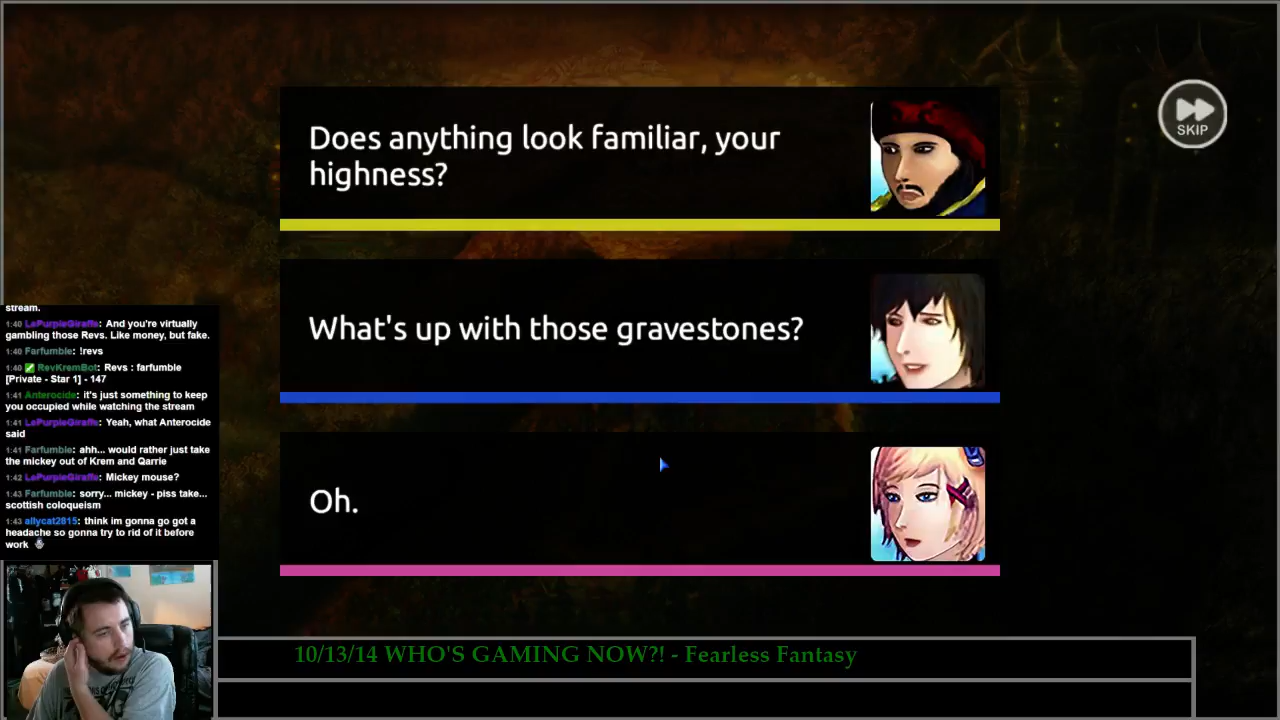 Does anything look familiar, your
highness?
SKIP
What's up with those gravestones?
Oh.
stream.
1:40 LePurpleGiraffe: And you're virtually
gambling those Revs. Like money, but fake.
1:40 Farfumble: !revs
1:40 RevKremBot: Revs : farfumble
[Private - Star 1] - 147
1:41 Anterocide: it's just something to keep
you occupied while watching the stream
1:41 LePurpleGiraffe: Yeah, what Anterocide
said
1:41 Farfumble: ahh... would rather just take
the mickey out of Krem and Qarrie
1:42 LePurpleGiraffe: Mickey mouse?
1:43 Farfumble: sorry... mickey - piss take...
scottish coloqueism
1:43 allycat2815: think im gonna go got a
headache so gonna try to rid of it before
work
10/13/14 WHO'S GAMING NOW?! - Fearless Fantasy